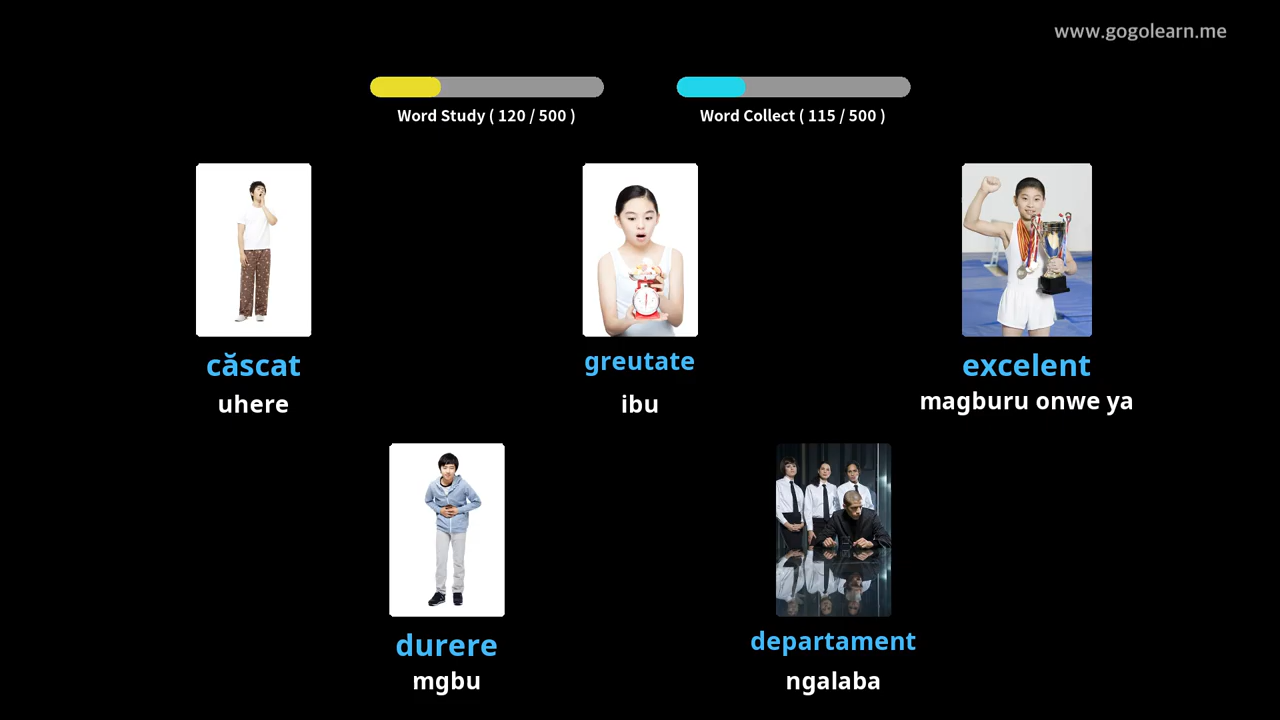 www.gogolearn.me
Word Study ( 120 / 500 )
Word Collect ( 115 / 500 )
căscat
uhere
greutate
ibu
excelent
magburu onwe ya
durere
mgbu
departament
ngalaba